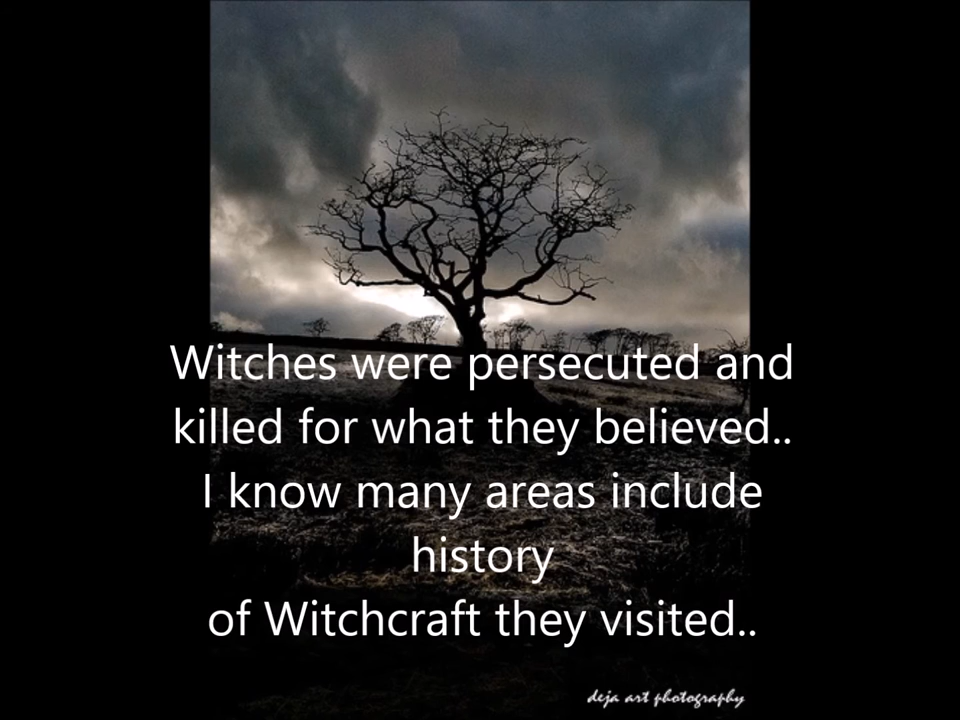 Witches were persecuted and
killed for what they believed..
I know many areas include
history
of Witchcraft they visited..
deja art photography